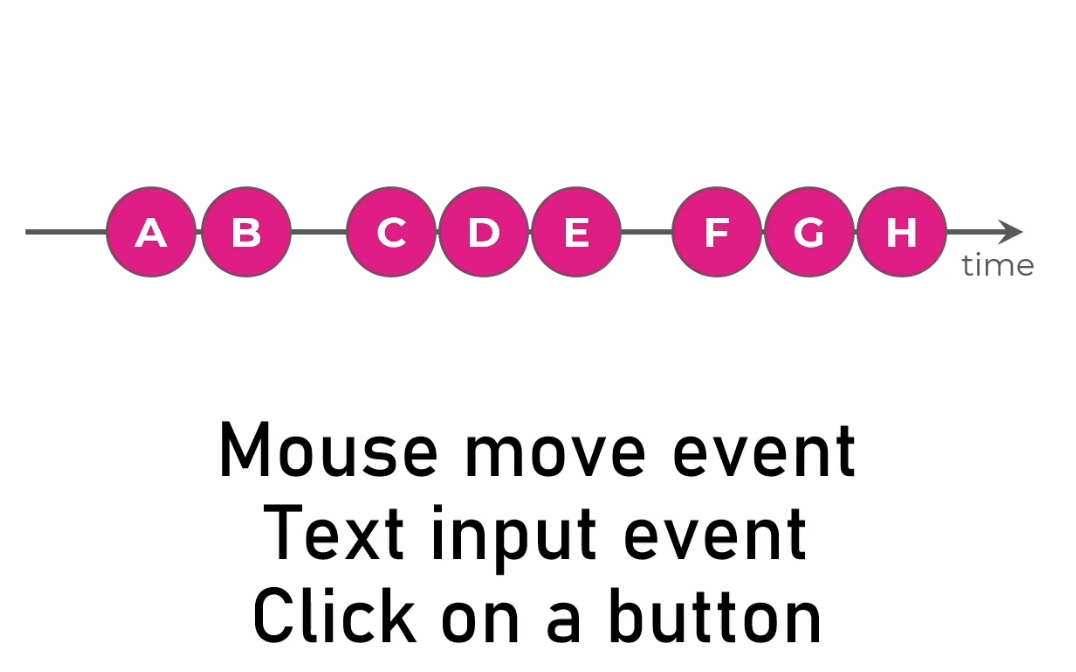 A B C D E F G H
time
Mouse move event
Text input event
Click on a button